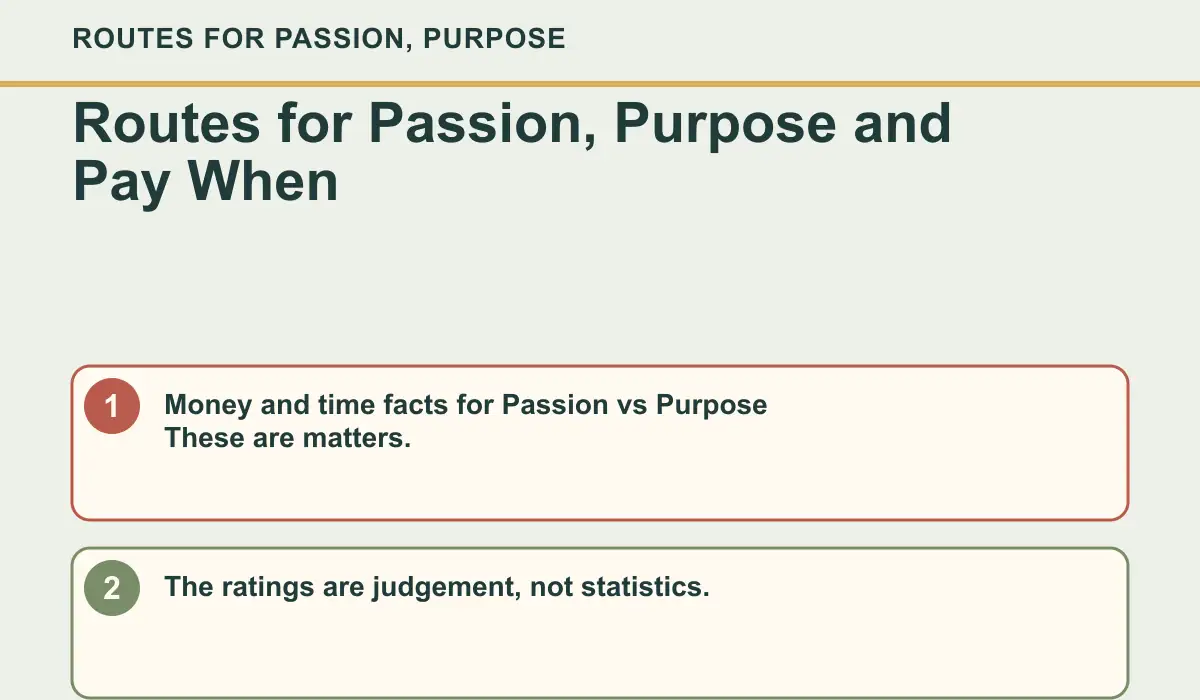 ROUTES FOR PASSION, PURPOSE
Routes for Passion, Purpose and
Pay When
1
Money and time facts for Passion vs Purpose
These are matters.
2
The ratings are judgement, not statistics.